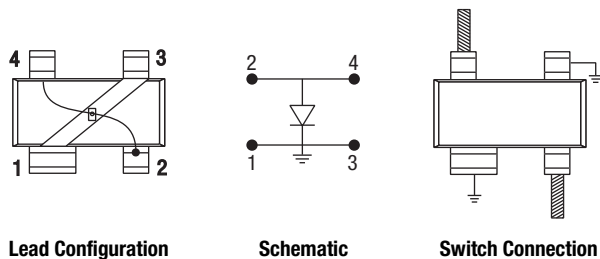 4 3
1 2
2 4
1 3
Lead Configuration
Schematic
Switch Connection